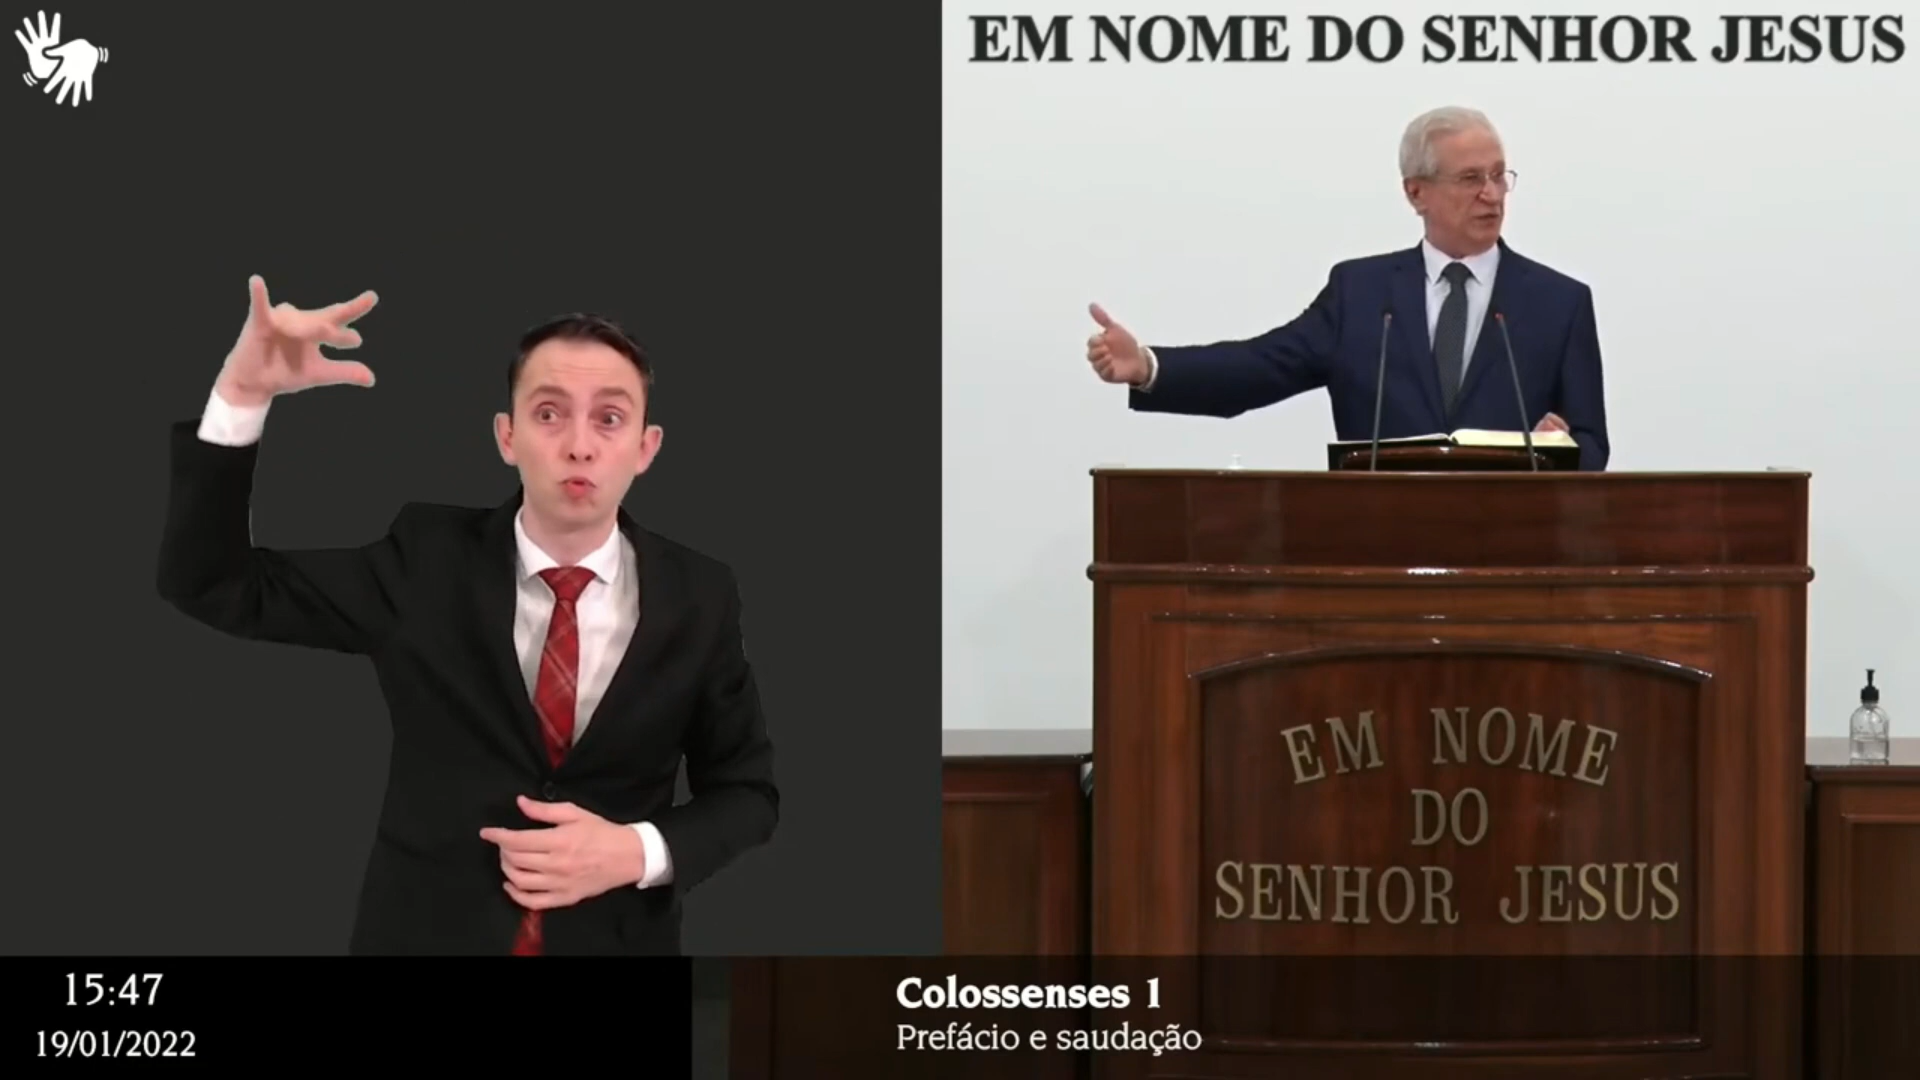 EM NOME DO SENHOR JESUS
EM NOME
DO
SENHOR JESUS
15:47
19/01/2022
Colossenses 1
Prefácio e saudação